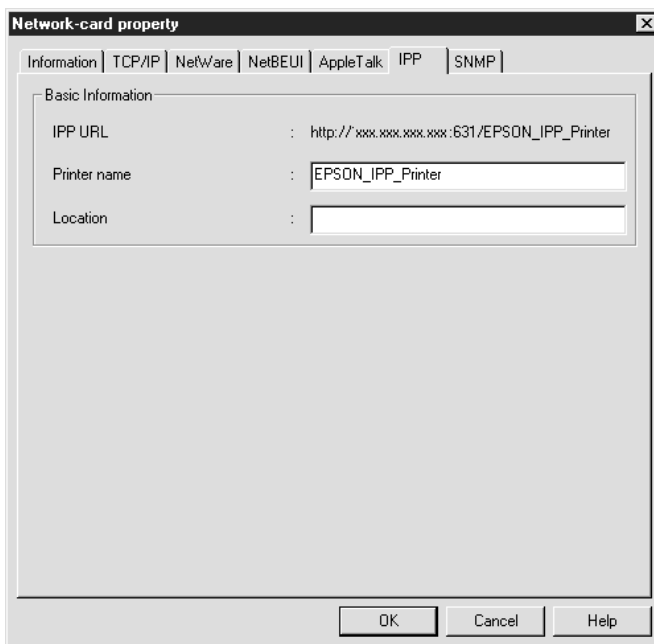 Network-card property
Information TCP/IP NetWare NetBEUI AppleTalk IPP SNMP
Basic Information
IPP URL : http://'xxx.xxx.xxx.xxx :631/EPSON_IPP_Printer
Printer name : EPSON_IPP_Printer
Location :
OK Cancel Help